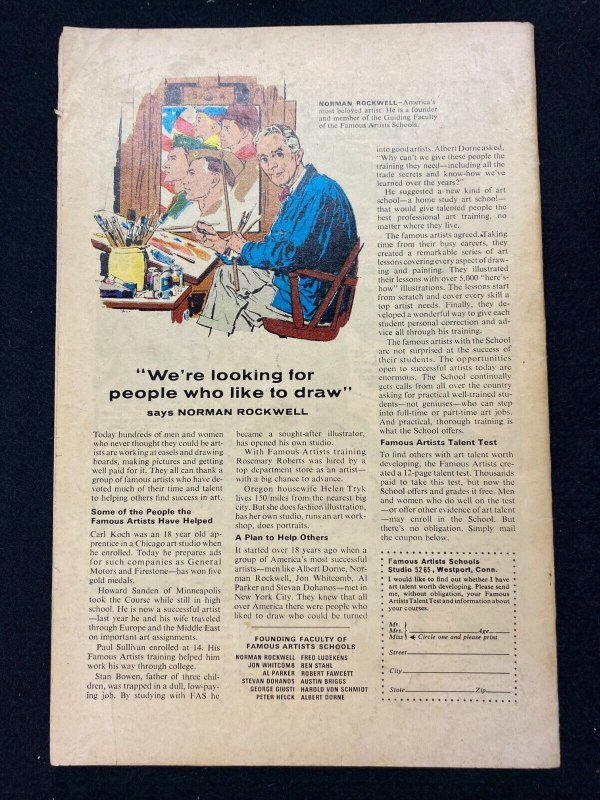 NORMAN ROCKWELL—America's
most beloved artist. He is a founder
and member of the Guiding Faculty
of the Famous Artists Schools.
"We're looking for
people who like to draw"
says NORMAN ROCKWELL
Today hundreds of men and women
who never thought they could be art-
ists are working at easels and drawing
boards, making pictures and getting
well paid for it. They all can thank a
group of famous artists who have de-
voted much of their time and talent
to helping others find success in art.
Some of the People the
Famous Artists Have Helped
Carl Koch was an 18 year old ap-
prentice in a Chicago art studio when
he enrolled. Today he prepares ads
for such companies as General
Motors and Firestone—has won five
gold medals.
Howard Sanden of Minneapolis
took the Course while still in high
school. He is now a successful artist
—last year he and his wife traveled
through Europe and the Middle East
on important art assignments.
Paul Sullivan enrolled at 14. His
Famous Artists training helped him
work his way through college.
Stan Bowen, father of three chil-
dren, was trapped in a dull, low-pay-
ing job. By studying with FAS he
became a sought-after illustrator,
has opened his own studio.
With Famous Artists training
Rosemary Roberts was hired by a
top department store as an artist—
with a big chance to advance.
Oregon housewife Helen Tryk
lives 150 miles from the nearest big
city. But she does fashion illustration,
has her own studio, runs an art work-
shop, does portraits.
A Plan to Help Others
It started over 18 years ago when a
group of America's most successful
artists—men like Albert Dorne, Nor-
man Rockwell, Jon Whitcomb, Al
Parker and Stevan Dohanos—met in
New York City. They knew that all
over America there were people who
liked to draw who could be turned
FOUNDING FACULTY OF
FAMOUS ARTISTS SCHOOLS
NORMAN ROCKWELL FRED LUDEKENS
JON WHITCOMB BEN STAHL
AL PARKER ROBERT FAWCETT
STEVAN DOHANOS AUSTIN BRIGGS
GEORGE GIUSTI HAROLD VON SCHMIDT
PETER HELCK ALBERT DORNE
into good artists. Albert Dorne asked,
"Why can't we give these people the
training they need—including all the
trade secrets and know-how we've
learned over the years?"
He suggested a new kind of art
school—a home study art school—
that would give talented people the
best professional art training, no
matter where they live.
The famous artists agreed. Taking
time from their busy careers, they
created a remarkable series of art
lessons covering every aspect of draw-
ing and painting. They illustrated
their lessons with over 5,000 "here's-
how" illustrations. The lessons start
from scratch and cover every skill a
top artist needs. Finally, they de-
veloped a wonderful way to give each
student personal correction and ad-
vice all through his training.
The famous artists with the School
are not surprised at the success of
their students. The opportunities
open to successful artists today are
enormous. The School continually
gets calls from all over the country
asking for practical well-trained stu-
dents—not geniuses—who can step
into full-time or part-time art jobs.
And practical, thorough training is
what the School offers.
Famous Artists Talent Test
To find others with art talent worth
developing, the Famous Artists cre-
ated a 12-page talent test. Thousands
paid to take this test, but now the
School offers and grades it free. Men
and women who do well on the test
—or offer other evidence of art talent
—may enroll in the School. But
there's no obligation. Simply mail
the coupon below.
Famous Artists Schools
Studio 5265, Westport, Conn.
I would like to find out whether I have
art talent worth developing. Please send
me, without obligation, your Famous
Artists Talent Test and information about
your courses.
Mr.
Mrs. Age
Miss Circle one and please print
Street
City
State Zip